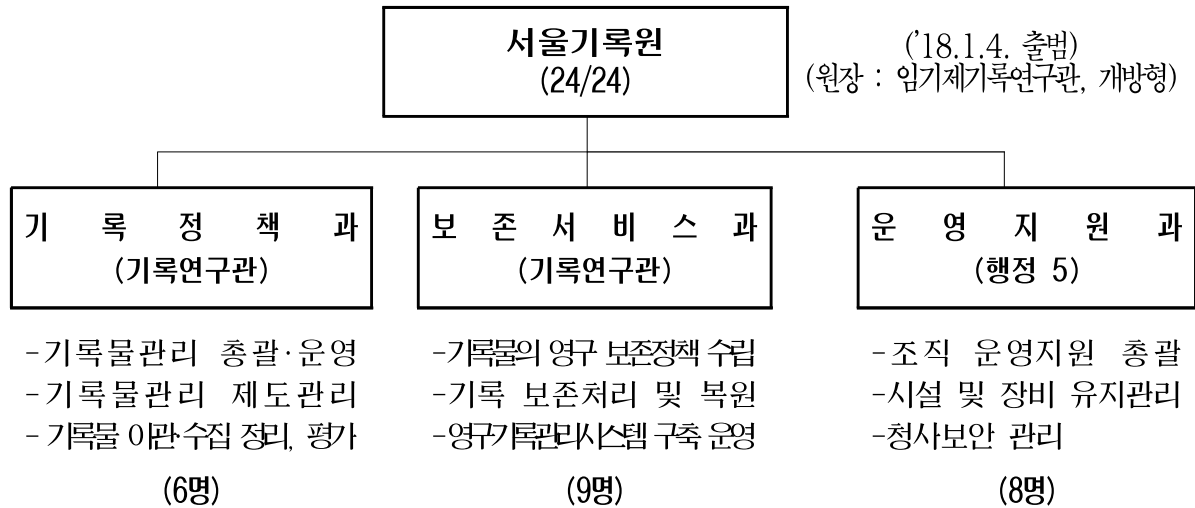 서울기록원
(24/24)
('18.1.4. 출범)
(원장 : 임기제기록연구관, 개방형)
기 록 정 책 과
(기록연구관)
-기록물관리 총괄·운영
-기록물관리 제도관리
- 기록물 이관·수집 정리, 평가
(6명)
보 존 서 비 스 과
(기록연구관)
-기록물의 영구 보존정책 수립
-기록 보존처리 및 복원
-영구기록관리시스템 구축 운영
(9명)
운 영 지 원 과
(행정 5)
-조직 운영지원 총괄
-시설 및 장비 유지관리
-청사보안 관리
(8명)